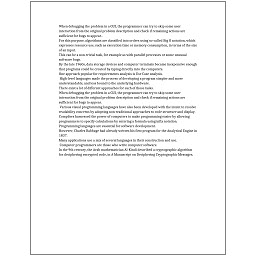 When debugging the problem in a GUI, the programmer can try to skip some user
interaction from the original problem description and check if remaining actions are
sufficient for bugs to appear.
For this purpose, algorithms are classified into orders using so-called Big O notation, which
expresses resource use, such as execution time or memory consumption, in terms of the size
of an input.
This can be a non-trivial task, for example as with parallel processes or some unusual
software bugs.
By the late 1960s, data storage devices and computer terminals became inexpensive enough
that programs could be created by typing directly into the computers.
One approach popular for requirements analysis is Use Case analysis.
High-level languages made the process of developing a program simpler and more
understandable, and less bound to the underlying hardware.
There exist a lot of different approaches for each of those tasks.
When debugging the problem in a GUI, the programmer can try to skip some user
interaction from the original problem description and check if remaining actions are
sufficient for bugs to appear.
Various visual programming languages have also been developed with the intent to resolve
readability concerns by adopting non-traditional approaches to code structure and display.
Compilers harnessed the power of computers to make programming easier by allowing
programmers to specify calculations by entering a formula using infix notation.
Programming languages are essential for software development.
However, Charles Babbage had already written his first program for the Analytical Engine in
1837.
Many applications use a mix of several languages in their construction and use.
Computer programmers are those who write computer software.
In the 9th century, the Arab mathematician Al-Kindi described a cryptographic algorithm
for deciphering encrypted code, in A Manuscript on Deciphering Cryptographic Messages.